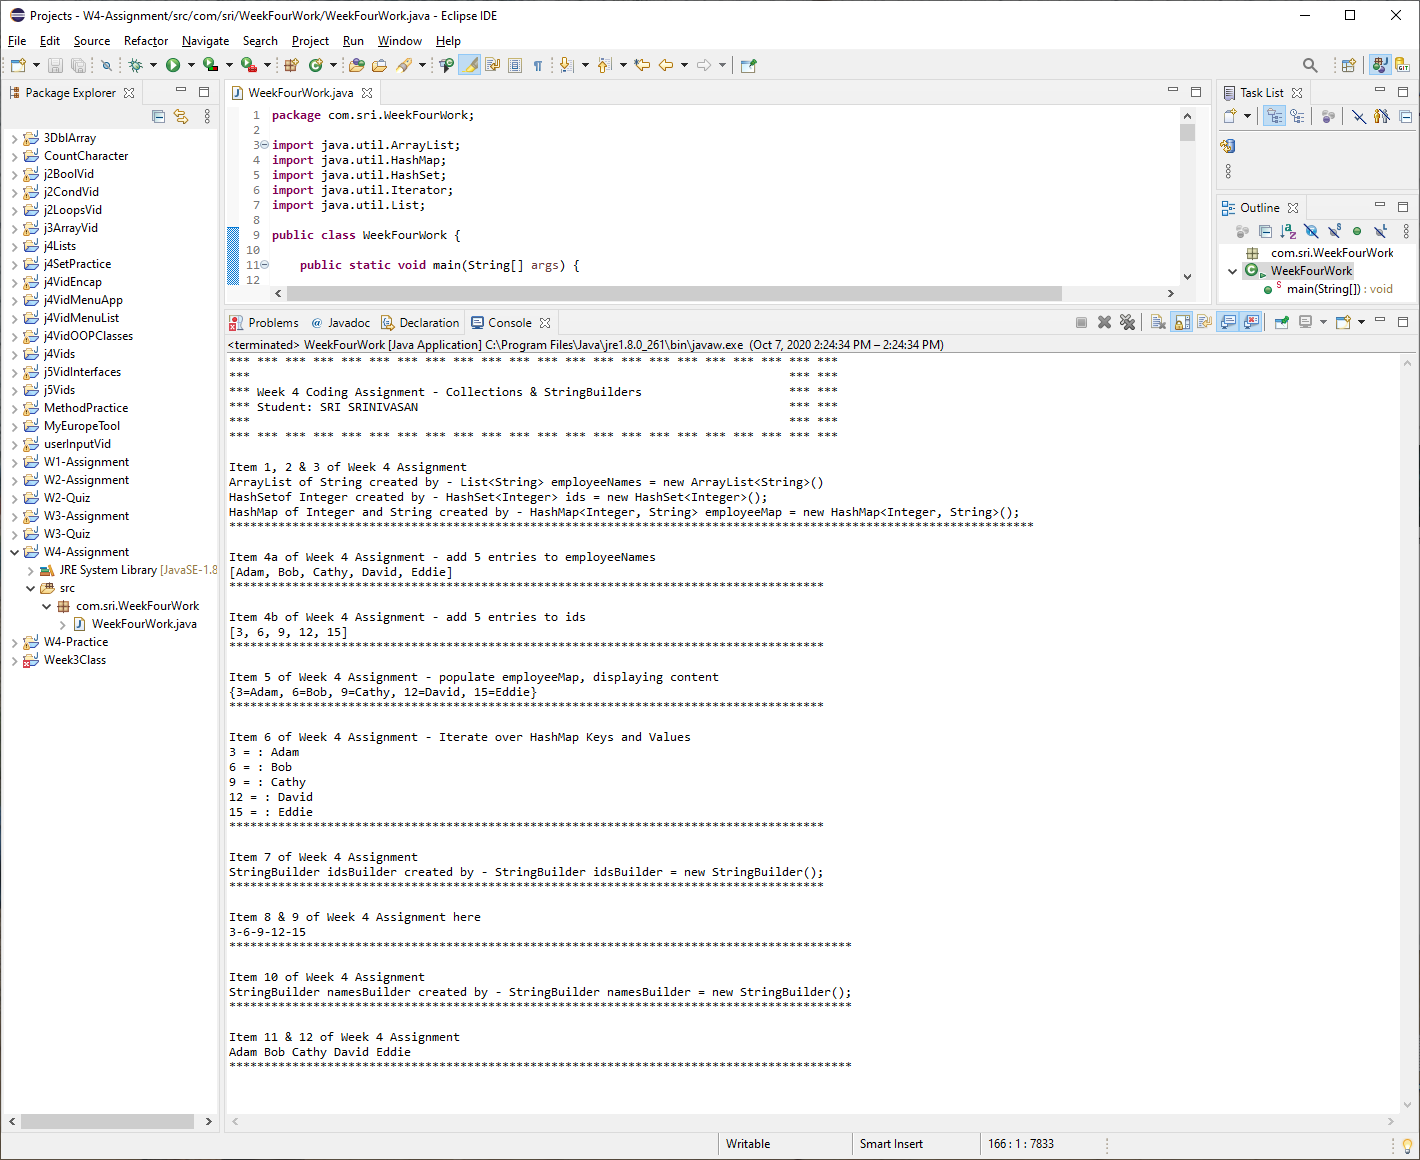 Projects - W4-Assignment/src/com/sri/WeekFourWork/WeekFourWork.java - Eclipse IDE
File Edit Source Refactor Navigate Search Project Run Window Help
Package Explorer
3DblArray
CountCharacter
j2BoolVid
j2CondVid
j2LoopsVid
j3ArrayVid
j4Lists
j4SetPractice
j4VidEncap
j4VidMenuApp
j4VidMenuList
j4VidOOPClasses
j4Vids
j5VidInterfaces
j5Vids
MethodPractice
MyEuropeTool
userInputVid
W1-Assignment
W2-Assignment
W2-Quiz
W3-Assignment
W3-Quiz
W4-Assignment
JRE System Library [JavaSE-1.8
src
com.sri.WeekFourWork
WeekFourWork.java
W4-Practice
Week3Class
WeekFourWork.java
1 package com.sri.WeekFourWork;
2
3 import java.util.ArrayList;
4 import java.util.HashMap;
5 import java.util.HashSet;
6 import java.util.Iterator;
7 import java.util.List;
8
9 public class WeekFourWork {
10
11 public static void main(String[] args) {
12
Task List
Outline
com.sri.WeekFourWork
WeekFourWork
main(String[]) : void
Problems @ Javadoc Declaration Console
<terminated> WeekFourWork [Java Application] C:\Program Files\Java\jre1.8.0_261\bin\javaw.exe (Oct 7, 2020 2:24:34 PM – 2:24:34 PM)
*** *** *** *** *** *** *** *** *** *** *** *** *** *** *** *** *** *** *** *** *** ***
*** *** ***
*** Week 4 Coding Assignment - Collections & StringBuilders *** ***
*** Student: SRI SRINIVASAN *** ***
*** *** ***
*** *** *** *** *** *** *** *** *** *** *** *** *** *** *** *** *** *** *** *** *** ***
Item 1, 2 & 3 of Week 4 Assignment
ArrayList of String created by - List<String> employeeNames = new ArrayList<String>()
HashSetof Integer created by - HashSet<Integer> ids = new HashSet<Integer>();
HashMap of Integer and String created by - HashMap<Integer, String> employeeMap = new HashMap<Integer, String>();
*******************************************************************************************************************
Item 4a of Week 4 Assignment - add 5 entries to employeeNames
[Adam, Bob, Cathy, David, Eddie]
*************************************************************************************
Item 4b of Week 4 Assignment - add 5 entries to ids
[3, 6, 9, 12, 15]
*************************************************************************************
Item 5 of Week 4 Assignment - populate employeeMap, displaying content
{3=Adam, 6=Bob, 9=Cathy, 12=David, 15=Eddie}
*************************************************************************************
Item 6 of Week 4 Assignment - Iterate over HashMap Keys and Values
3 = : Adam
6 = : Bob
9 = : Cathy
12 = : David
15 = : Eddie
*************************************************************************************
Item 7 of Week 4 Assignment
StringBuilder idsBuilder created by - StringBuilder idsBuilder = new StringBuilder();
*************************************************************************************
Item 8 & 9 of Week 4 Assignment here
3-6-9-12-15
*****************************************************************************************
Item 10 of Week 4 Assignment
StringBuilder namesBuilder created by - StringBuilder namesBuilder = new StringBuilder();
*****************************************************************************************
Item 11 & 12 of Week 4 Assignment
Adam Bob Cathy David Eddie
*****************************************************************************************
Writable Smart Insert 166 : 1 : 7833